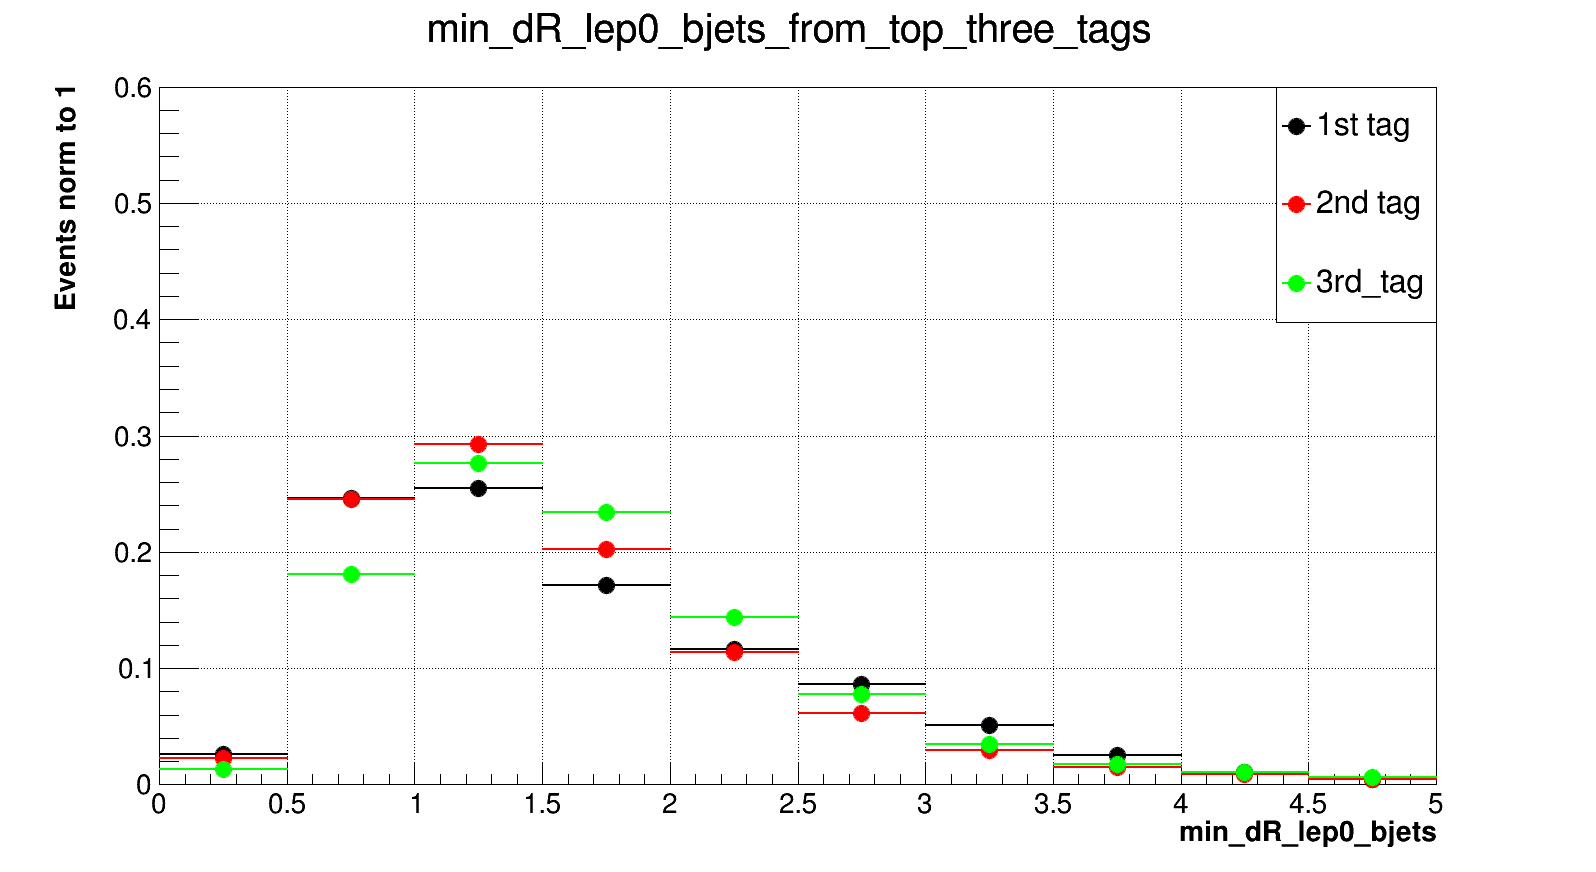 min_dR_lep0_bjets_from_top_three_tags
Events norm to 1
0.6
0.5
0.4
0.3
0.2
0.1
0
1st tag
2nd tag
3rd_tag
0 0.5 1 1.5 2 2.5 3 3.5 4 4.5 5
min_dR_lep0_bjets